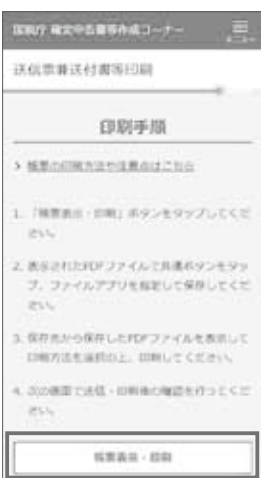 国税庁 確定申告書等作成コーナー
メニュー
送信票兼送付書等印刷
印刷手順
> 帳票の印刷方法や注意点はこちら
1. 「帳票表示・印刷」ボタンをタップしてくだ
さい。
2. 表示されたPDFファイルで共通ボタンをタッ
プ、ファイルアプリを指定して保存してくだ
さい。
3. 保存先から保存したPDFファイルを表示して
印刷方法を選択の上、印刷してください。
4. 次の画面で送信・印刷後の確認を行ってくだ
さい。
帳票表示・印刷